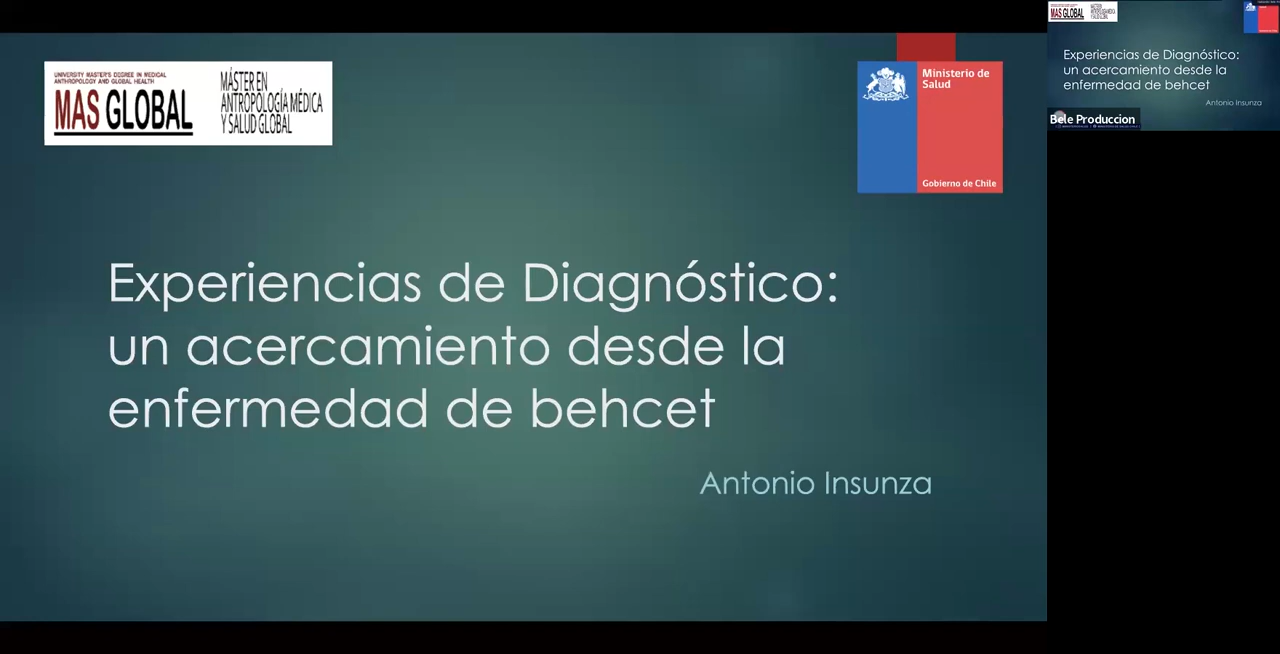 UNIVERSITY MASTER'S DEGREE IN MEDICAL
ANTHROPOLOGY AND GLOBAL HEALTH
MAS GLOBAL
MÁSTER EN
ANTROPOLOGÍA MÉDICA
Y SALUD GLOBAL
Ministerio de
Salud
Gobierno de Chile
Experiencias de Diagnóstico:
un acercamiento desde la
enfermedad de behcet
Antonio Insunza
MAS GLOBAL
Experiencias de Diagnóstico:
un acercamiento desde la
enfermedad de behcet
Antonio Insunza
Bele Produccion